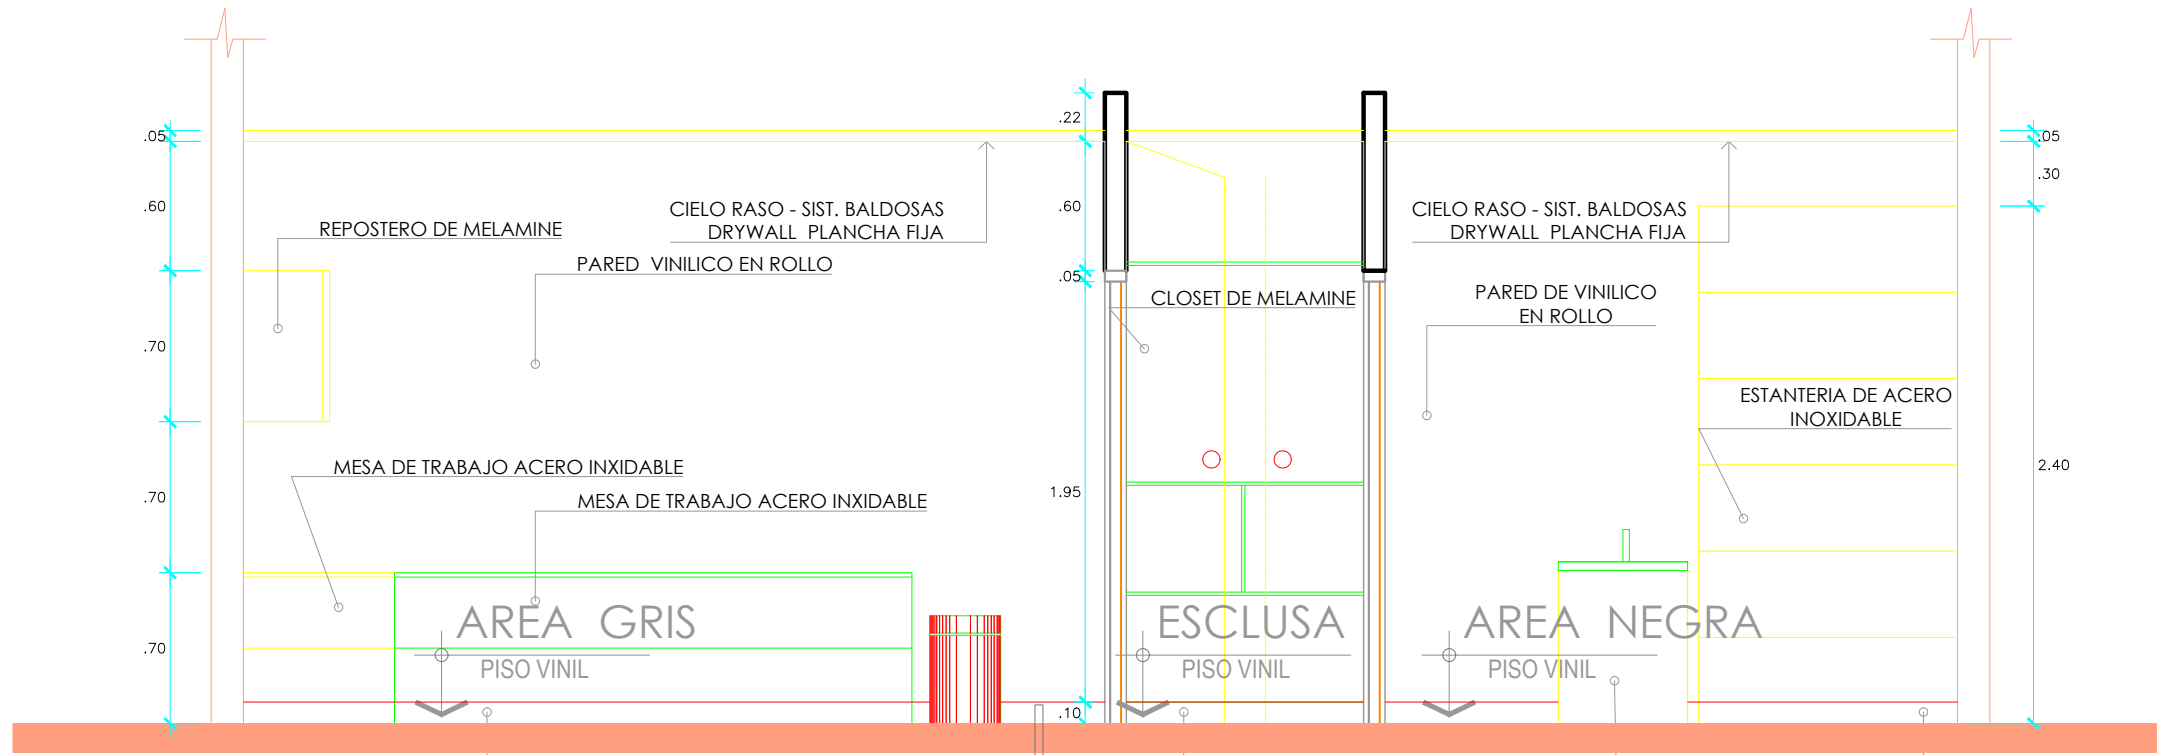 .22
.05
.05
.30
.60
CIELO RASO - SIST. BALDOSAS
DRYWALL PLANCHA FIJA
.60
CIELO RASO - SIST. BALDOSAS
DRYWALL PLANCHA FIJA
REPOSTERO DE MELAMINE
PARED VINILICO EN ROLLO
.05
CLOSET DE MELAMINE
PARED DE VINILICO
EN ROLLO
.70
ESTANTERIA DE ACERO
INOXIDABLE
MESA DE TRABAJO ACERO INXIDABLE
2.40
.70
MESA DE TRABAJO ACERO INXIDABLE
1.95
AREA GRIS
PISO VINIL
ESCLUSA
PISO VINIL
AREA NEGRA
PISO VINIL
.70
.10